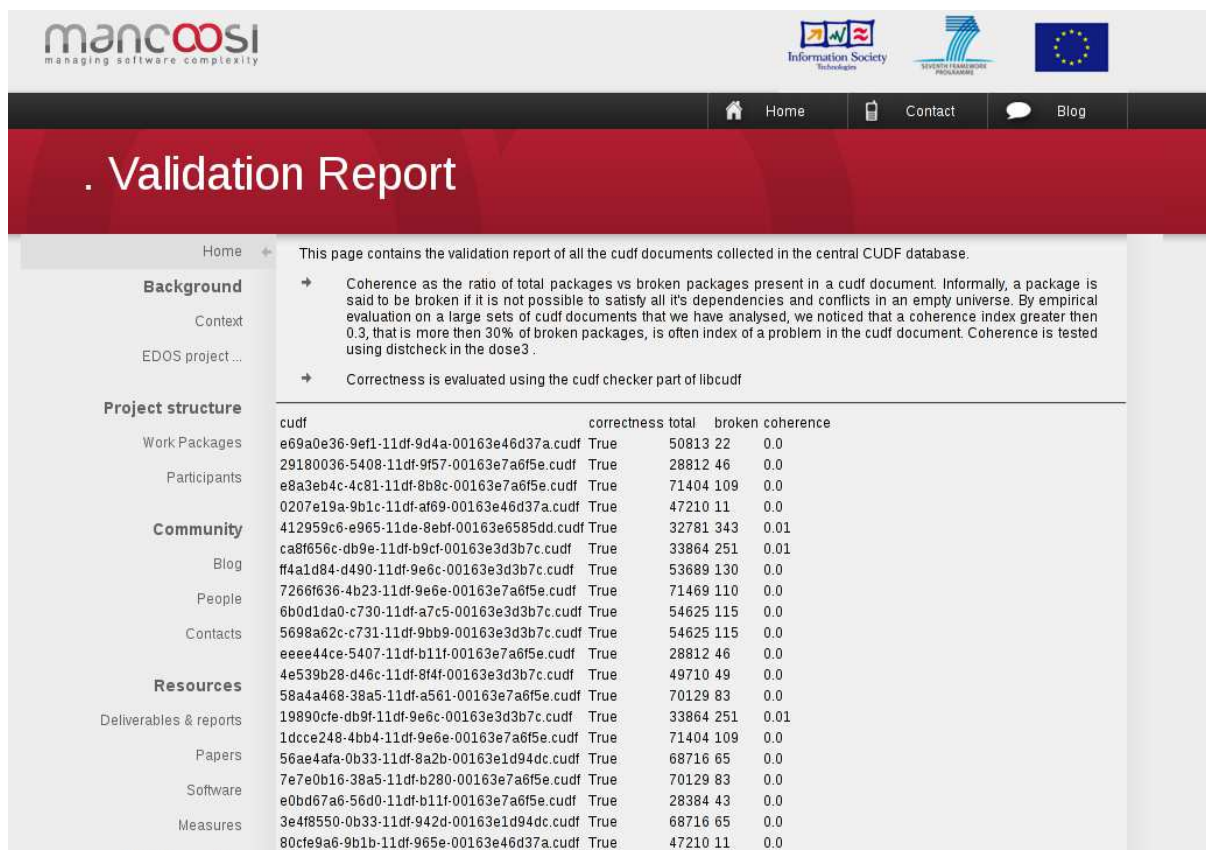 mancoosi
managing software complexity
Information Society
Technologies
SEVENTH FRAMEWORK
PROGRAMME
Home
Contact
Blog
. Validation Report
Home
Background
Context
EDOS project ...
Project structure
Work Packages
Participants
Community
Blog
People
Contacts
Resources
Deliverables & reports
Papers
Software
Measures
This page contains the validation report of all the cudf documents collected in the central CUDF database.
Coherence as the ratio of total packages vs broken packages present in a cudf document. Informally, a package is
said to be broken if it is not possible to satisfy all it's dependencies and conflicts in an empty universe. By empirical
evaluation on a large sets of cudf documents that we have analysed, we noticed that a coherence index greater then
0.3, that is more then 30% of broken packages, is often index of a problem in the cudf document. Coherence is tested
using distcheck in the dose3 .
Correctness is evaluated using the cudf checker part of libcudf
cudf correctness total broken coherence
e69a0e36-9ef1-11df-9d4a-00163e46d37a.cudf True 50813 22 0.0
29180036-5408-11df-9f57-00163e7a6f5e.cudf True 28812 46 0.0
e8a3eb4c-4c81-11df-8b8c-00163e7a6f5e.cudf True 71404 109 0.0
0207e19a-9b1c-11df-af69-00163e46d37a.cudf True 47210 11 0.0
412959c6-e965-11de-8ebf-00163e6585dd.cudf True 32781 343 0.01
ca8f656c-db9e-11df-b9cf-00163e3d3b7c.cudf True 33864 251 0.01
ff4a1d84-d490-11df-9e6c-00163e3d3b7c.cudf True 53689 130 0.0
7266f636-4b23-11df-9e6e-00163e7a6f5e.cudf True 71469 110 0.0
6b0d1da0-c730-11df-a7c5-00163e3d3b7c.cudf True 54625 115 0.0
5698a62c-c731-11df-9bb9-00163e3d3b7c.cudf True 54625 115 0.0
eeee44ce-5407-11df-b11f-00163e7a6f5e.cudf True 28812 46 0.0
4e539b28-d46c-11df-8f4f-00163e3d3b7c.cudf True 49710 49 0.0
58a4a468-38a5-11df-a561-00163e7a6f5e.cudf True 70129 83 0.0
19890cfe-db9f-11df-9e6c-00163e3d3b7c.cudf True 33864 251 0.01
1dcce248-4bb4-11df-9e6e-00163e7a6f5e.cudf True 71404 109 0.0
56ae4afa-0b33-11df-8a2b-00163e1d94dc.cudf True 68716 65 0.0
7e7e0b16-38a5-11df-b280-00163e7a6f5e.cudf True 70129 83 0.0
e0bd67a6-56d0-11df-b11f-00163e7a6f5e.cudf True 28384 43 0.0
3e4f8550-0b33-11df-942d-00163e1d94dc.cudf True 68716 65 0.0
80cfe9a6-9b1b-11df-965e-00163e46d37a.cudf True 47210 11 0.0